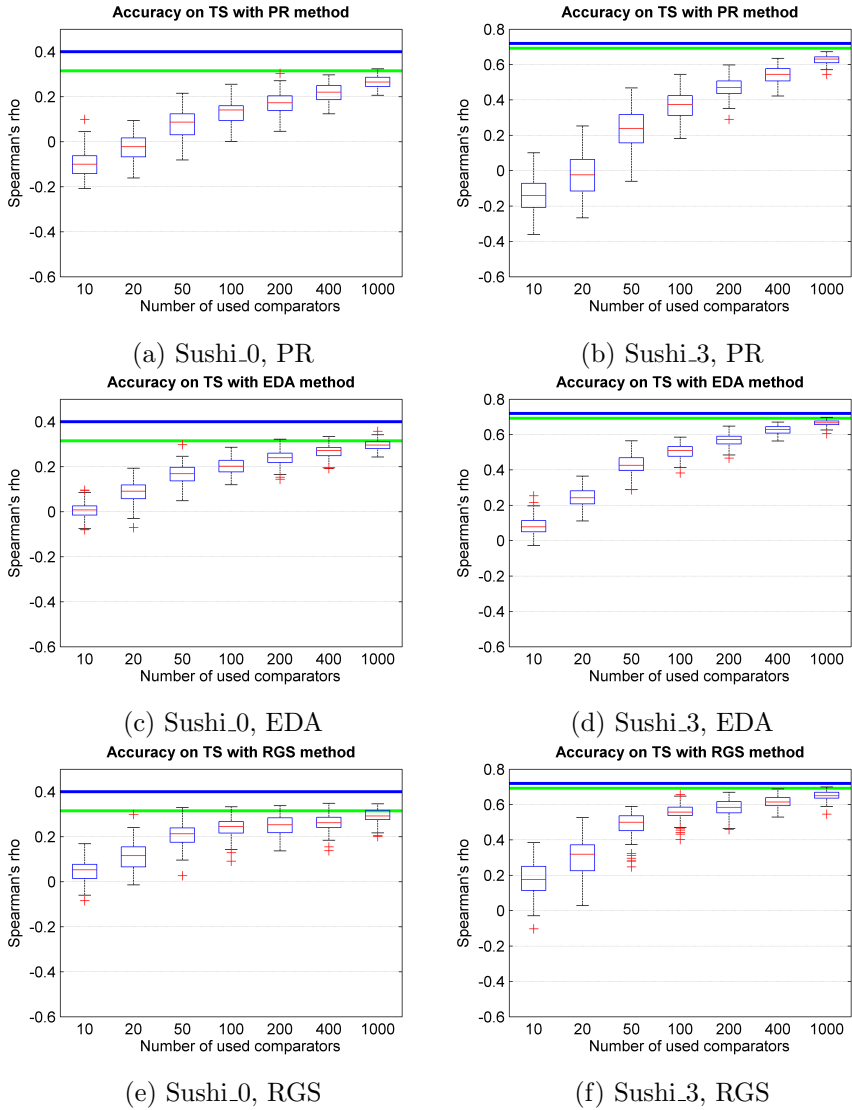 Accuracy on TS with PR method
Spearman's rho
0.4
0.2
0
-0.2
-0.4
-0.6
10 20 50 100 200 400 1000
Number of used comparators
(a) Sushi_0, PR
Accuracy on TS with PR method
Spearman's rho
0.8
0.6
0.4
0.2
0
-0.2
-0.4
-0.6
10 20 50 100 200 400 1000
Number of used comparators
(b) Sushi_3, PR
Accuracy on TS with EDA method
Spearman's rho
0.4
0.2
0
-0.2
-0.4
-0.6
10 20 50 100 200 400 1000
Number of used comparators
(c) Sushi_0, EDA
Accuracy on TS with EDA method
Spearman's rho
0.8
0.6
0.4
0.2
0
-0.2
-0.4
-0.6
10 20 50 100 200 400 1000
Number of used comparators
(d) Sushi_3, EDA
Accuracy on TS with RGS method
Spearman's rho
0.4
0.2
0
-0.2
-0.4
-0.6
10 20 50 100 200 400 1000
Number of used comparators
(e) Sushi_0, RGS
Accuracy on TS with RGS method
Spearman's rho
0.8
0.6
0.4
0.2
0
-0.2
-0.4
-0.6
10 20 50 100 200 400 1000
Number of used comparators
(f) Sushi_3, RGS